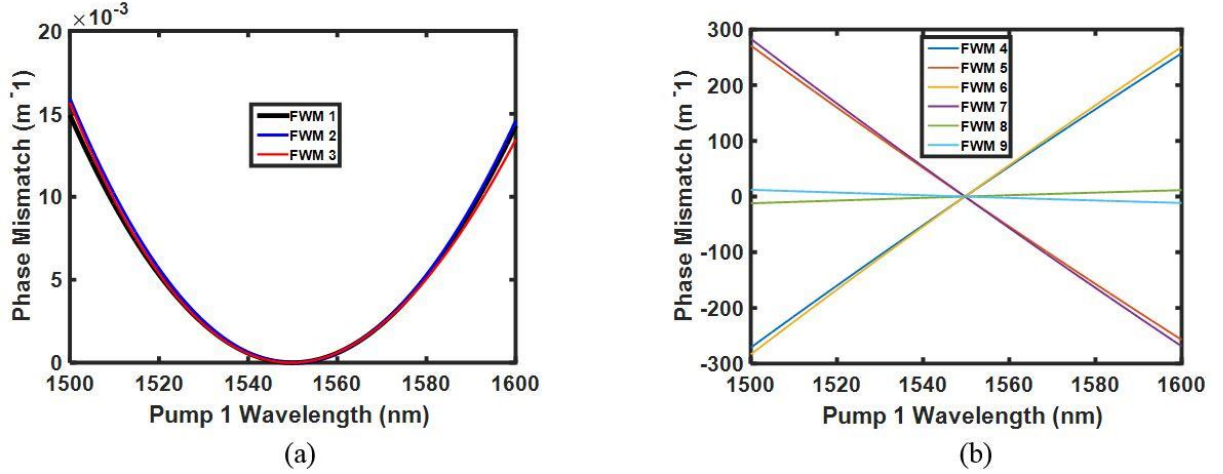 ×10⁻³
20
15
10
5
0
Phase Mismatch (m⁻1)
FWM 1
FWM 2
FWM 3
1500 1520 1540 1560 1580 1600
Pump 1 Wavelength (nm)
(a)
300
200
100
0
-100
-200
-300
Phase Mismatch (m⁻1)
FWM 4
FWM 5
FWM 6
FWM 7
FWM 8
FWM 9
1500 1520 1540 1560 1580 1600
Pump 1 Wavelength (nm)
(b)